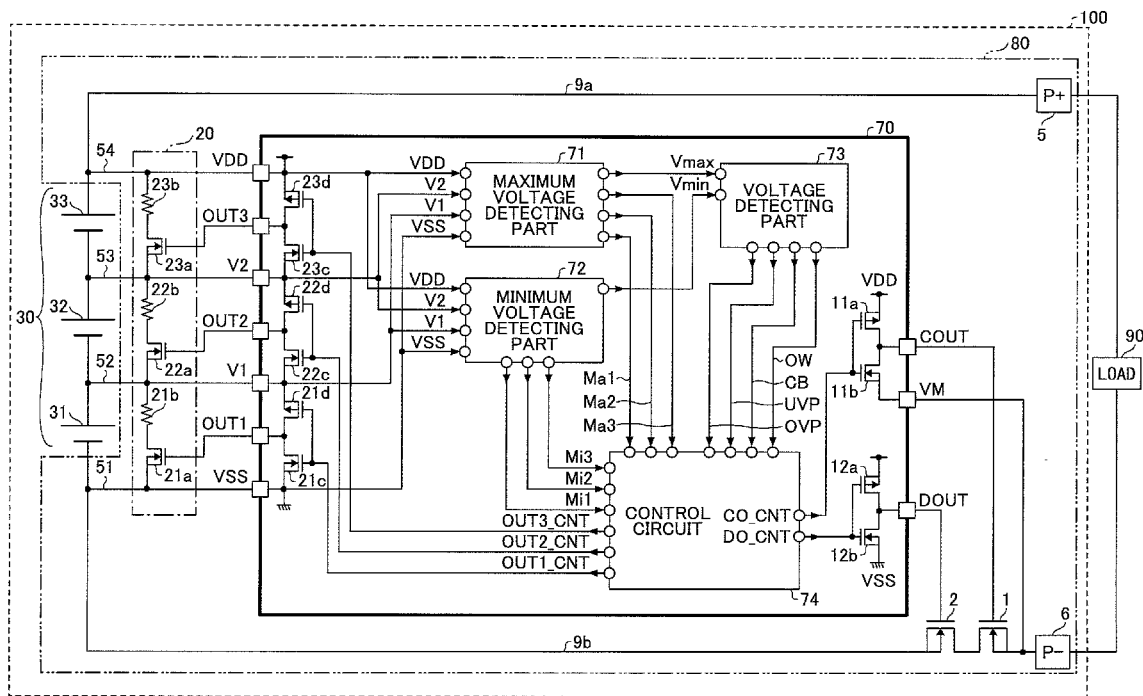 100
80
9a
P+
5
20
70
54
VDD
23b
23d
VDD
71
MAXIMUM
VOLTAGE
DETECTING
PART
Vmax
Vmin
73
VOLTAGE
DETECTING
PART
V2
V1
VSS
33
OUT3
23a
23c
53
V2
22b
22d
72
VDD
V2
V1
VSS
MINIMUM
VOLTAGE
DETECTING
PART
VDD
11a
30
32
OUT2
22a
22c
COUT
90
LOAD
11b
VM
OW
CB
UVP
OVP
Ma1
Ma2
Ma3
52
V1
21b
21d
31
OUT1
21a
21c
51
VSS
Mi3
Mi2
Mi1
OUT3_CNT
OUT2_CNT
OUT1_CNT
CONTROL
CIRCUIT
CO_CNT
DO_CNT
12a
DOUT
12b
VSS
74
2
1
6
9b
P−